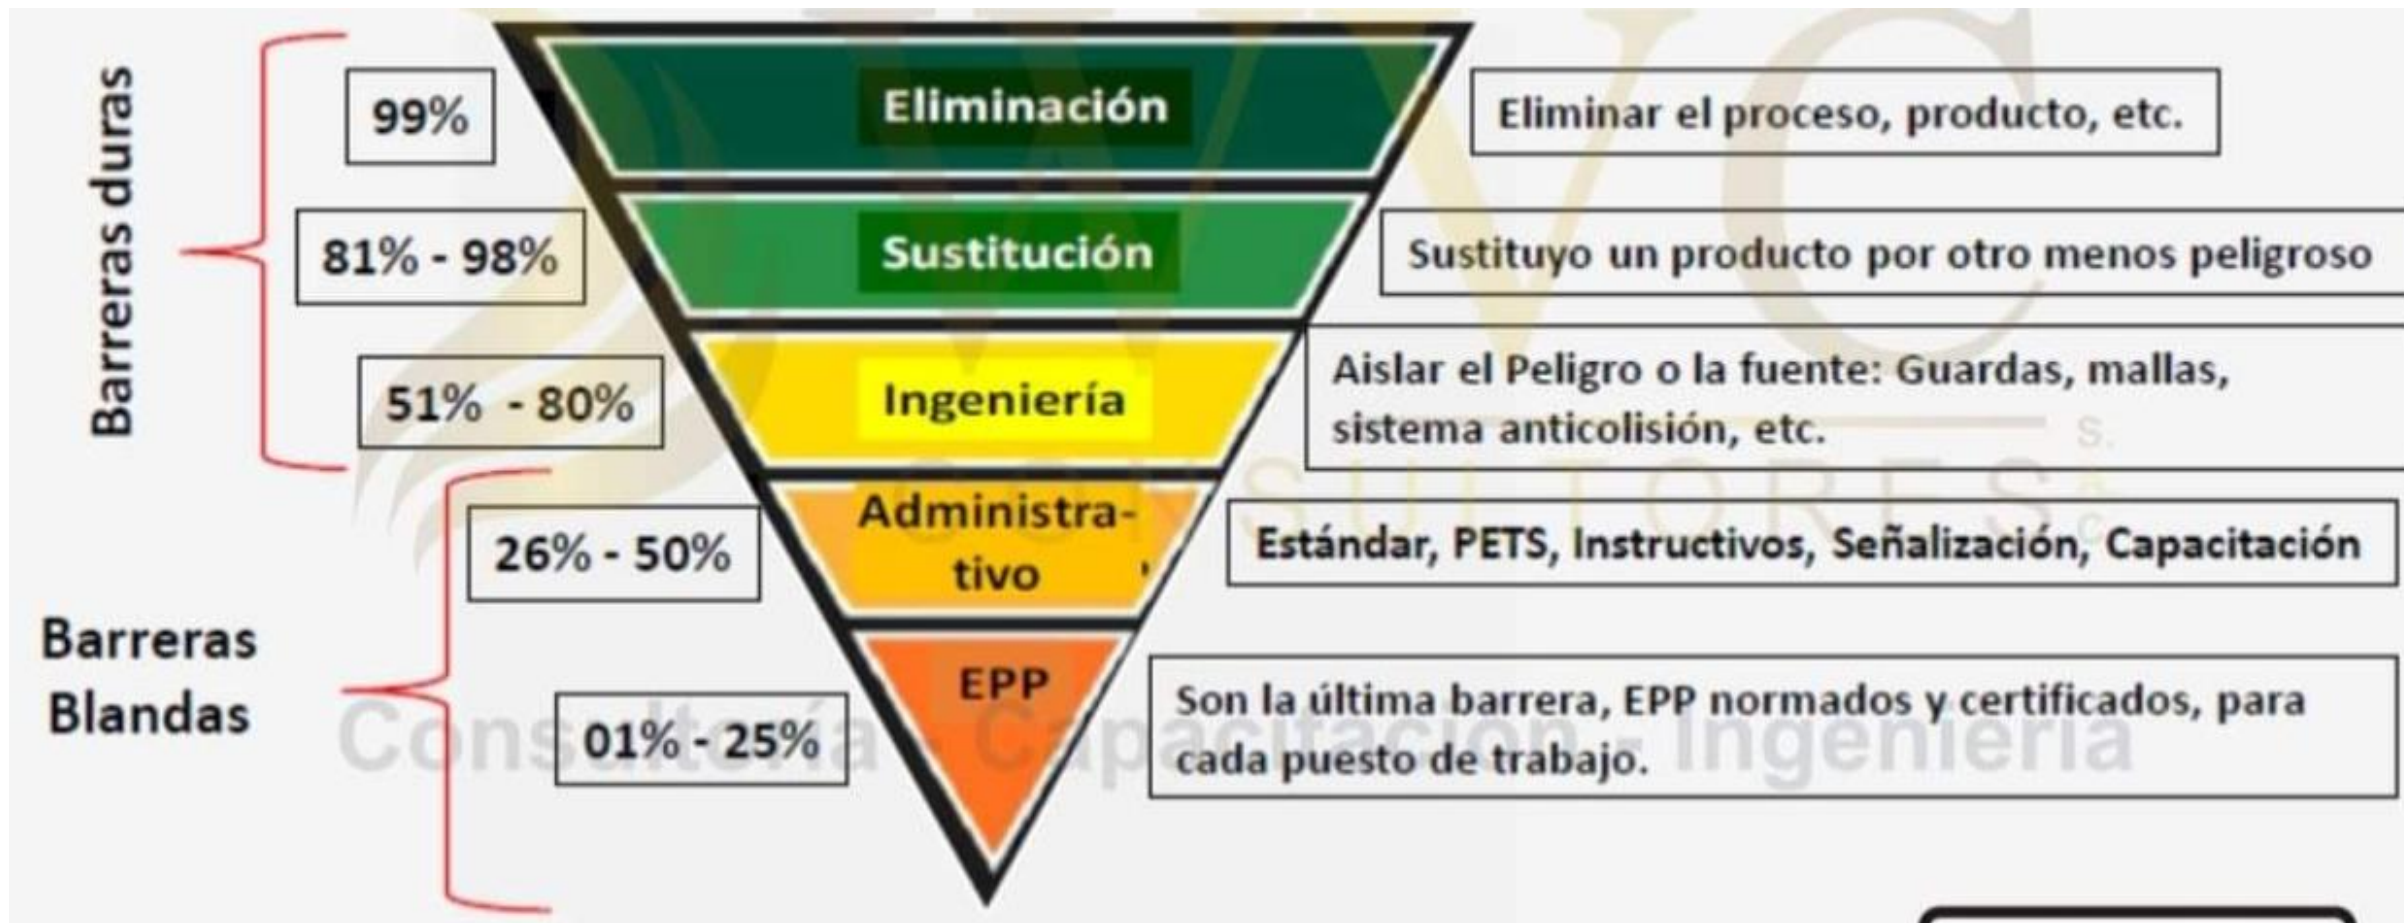 Barreras duras
99%
Eliminación
Eliminar el proceso, producto, etc.
81% - 98%
Sustitución
Sustituyo un producto por otro menos peligroso
51% - 80%
Ingeniería
Aislar el Peligro o la fuente: Guardas, mallas,
sistema anticolisión, etc.
26% - 50%
Administra-
tivo
Estándar, PETS, Instructivos, Señalización, Capacitación
Barreras
Blandas
01% - 25%
EPP
Son la última barrera, EPP normados y certificados, para
cada puesto de trabajo.
WVC
CONSULTORES
S.A.C
Consultoría - Capacitación - Ingeniería